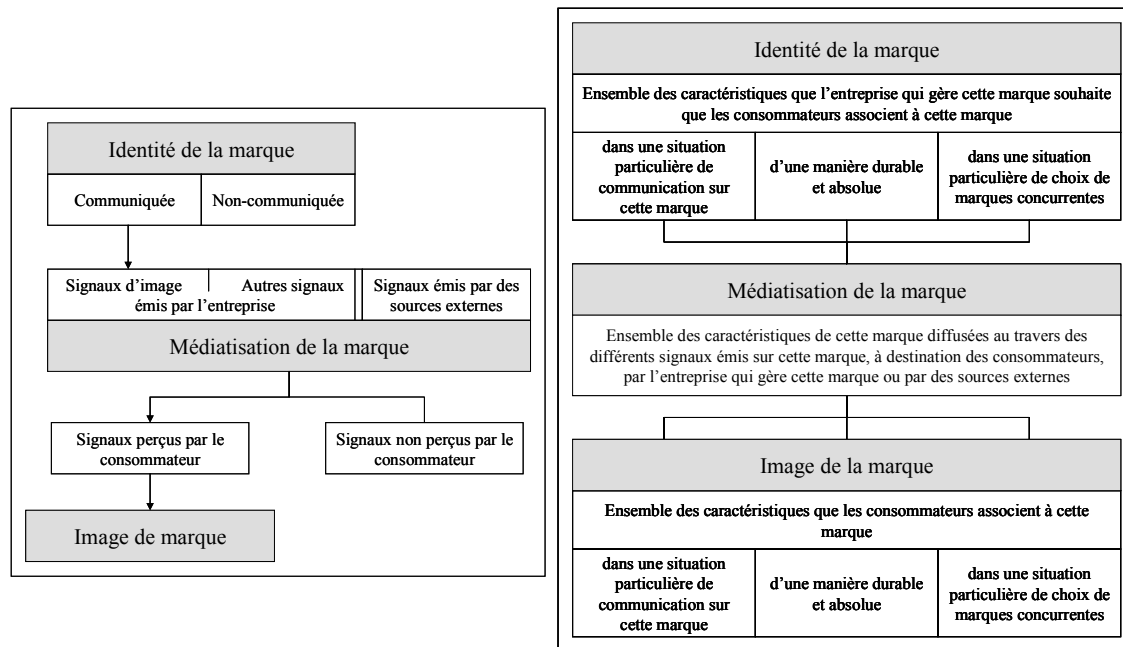 Identité de la marque
Communiquée
Non-communiquée
Signaux d'image
Autres signaux
émis par l'entreprise
Signaux émis par des
sources externes
Médiatisation de la marque
Signaux perçus par le
consommateur
Signaux non perçus par le
consommateur
Image de marque
Identité de la marque
Ensemble des caractéristiques que l'entreprise qui gère cette marque souhaite
que les consommateurs associent à cette marque
dans une situation
particulière de
communication sur
cette marque
d'une manière durable
et absolue
dans une situation
particulière de choix de
marques concurrentes
Médiatisation de la marque
Ensemble des caractéristiques de cette marque diffusées au travers des
différents signaux émis sur cette marque, à destination des consommateurs,
par l'entreprise qui gère cette marque ou par des sources externes
Image de la marque
Ensemble des caractéristiques que les consommateurs associent à cette
marque
dans une situation
particulière de
communication sur
cette marque
d'une manière durable
et absolue
dans une situation
particulière de choix de
marques concurrentes